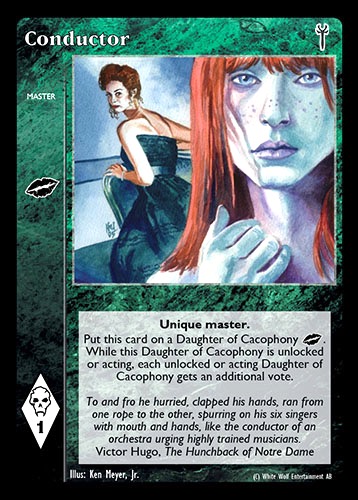 Conductor
MASTER
Unique master.
Put this card on a Daughter of Cacophony .
While this Daughter of Cacophony is unlocked
or acting, each unlocked or acting Daughter of
Cacophony gets an additional vote.
To and fro he hurried, clapped his hands, ran from
one rope to the other, spurring on his six singers
with mouth and hands, like the conductor of an
orchestra urging highly trained musicians.
Victor Hugo, The Hunchback of Notre Dame
1
Illus: Ken Meyer, Jr.
(C) White Wolf Entertainment AB